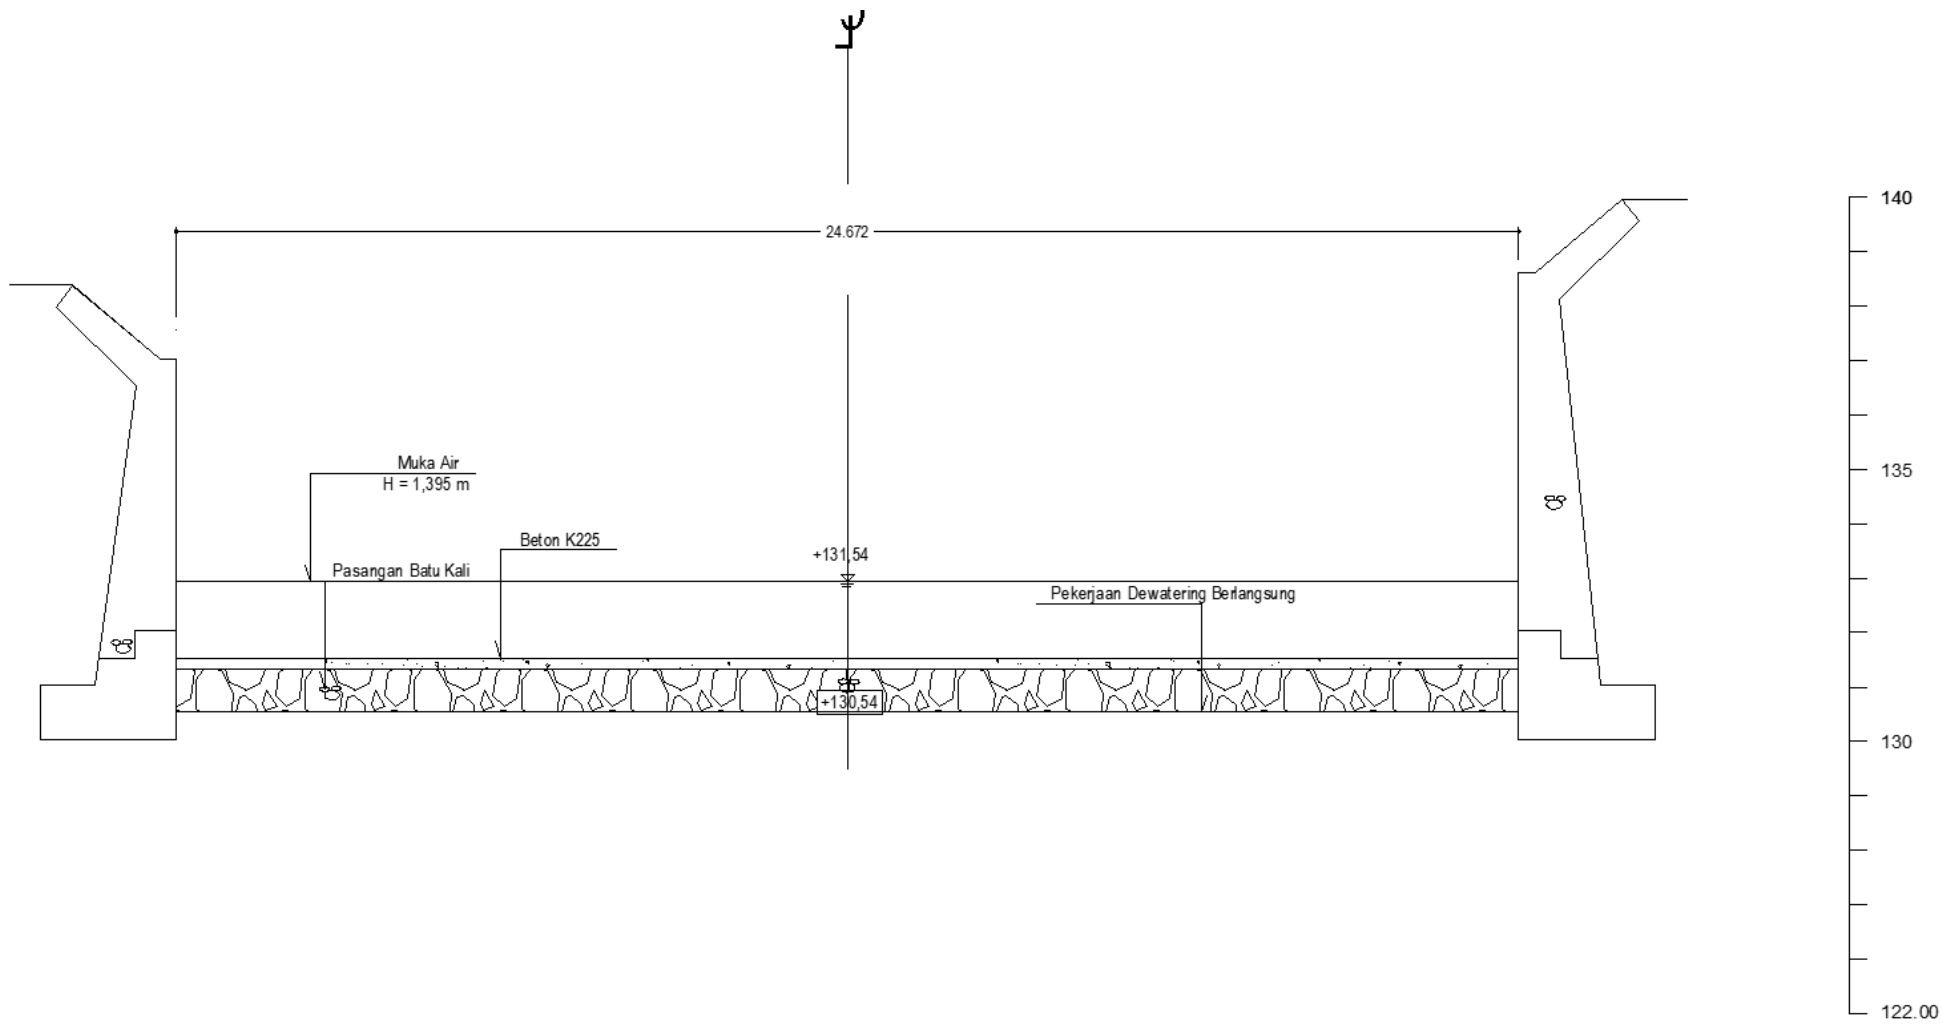 140
24.672
Muka Air
H = 1,395 m
135
Beton K225
+131,54
Pasangan Batu Kali
Pekerjaan Dewatering Berlangsung
+130,54
130
122.00